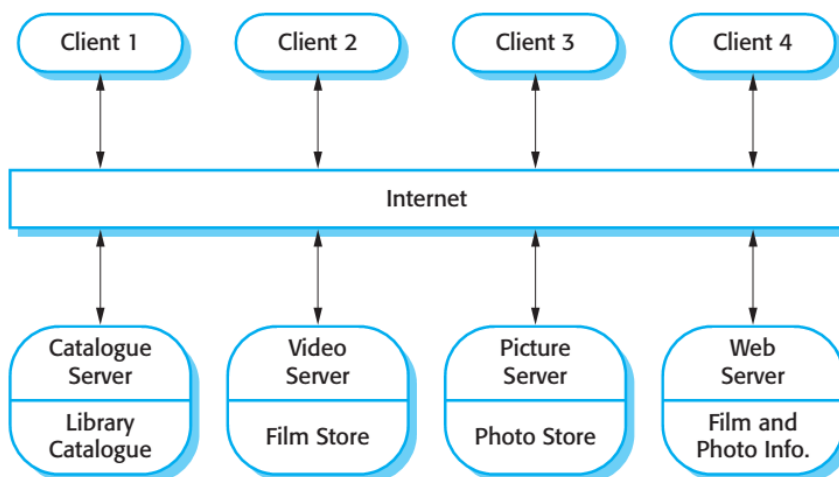 Client 1
Client 2
Client 3
Client 4
Internet
Catalogue
Server
Library
Catalogue
Video
Server
Film Store
Picture
Server
Photo Store
Web
Server
Film and
Photo Info.